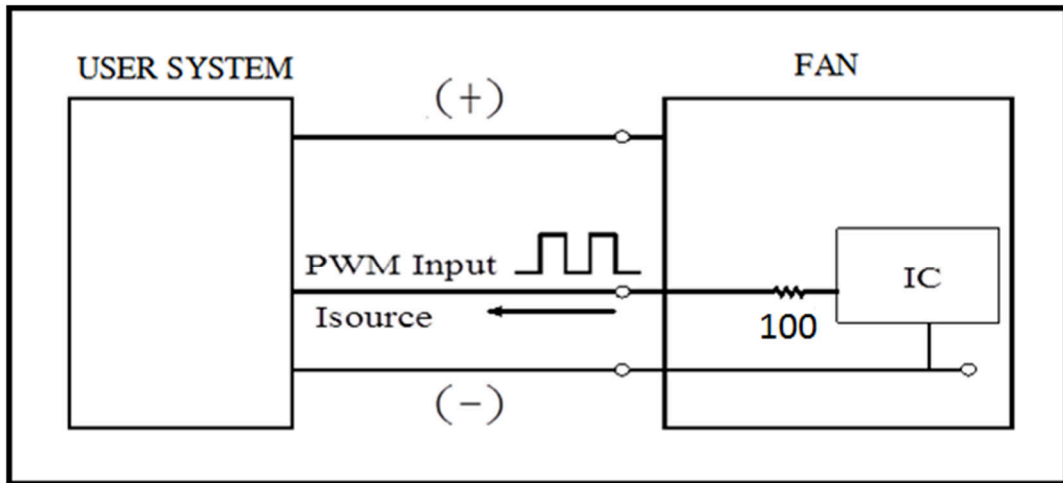 USER SYSTEM
FAN
(+)
PWM Input
IC
Isource
100
(-)